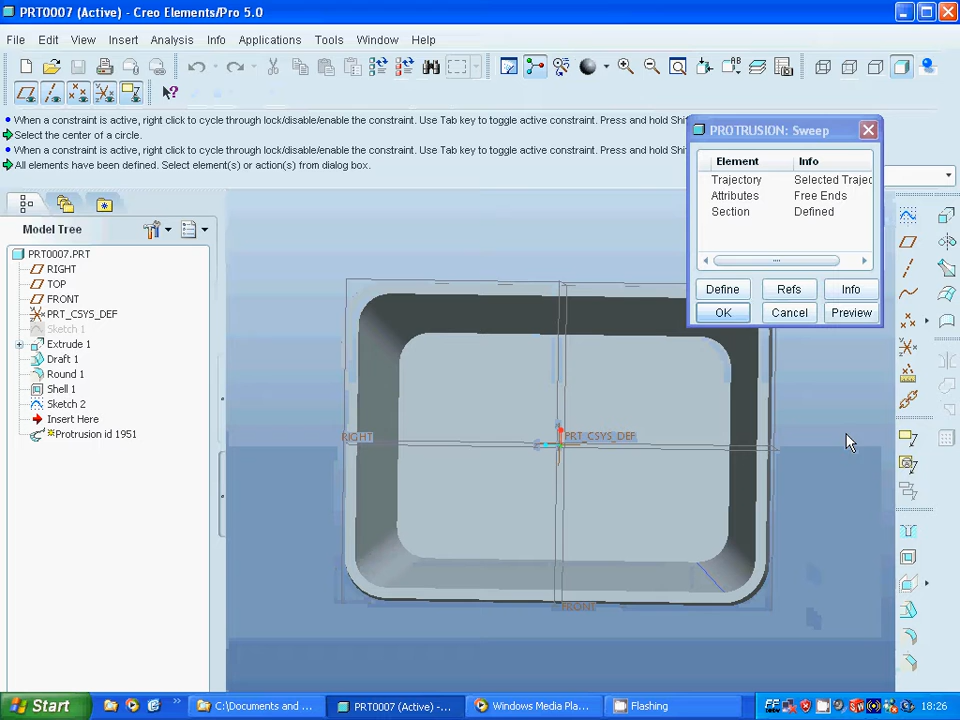 PRT0007 (Active) - Creo Elements/Pro 5.0
File Edit View Insert Analysis Info Applications Tools Window Help
When a constraint is active, right click to cycle through lock/disable/enable the constraint. Use Tab key to toggle active constraint. Press and hold Shi
Select the center of a circle.
When a constraint is active, right click to cycle through lock/disable/enable the constraint. Use Tab key to toggle active constraint. Press and hold Shi
All elements have been defined. Select element(s) or action(s) from dialog box.
PROTRUSION: Sweep
Element Info
Trajectory Selected Trajec
Attributes Free Ends
Section Defined
Define Refs Info
OK Cancel Preview
Model Tree
PRT0007.PRT
RIGHT
TOP
FRONT
PRT_CSYS_DEF
Sketch 1
Extrude 1
Draft 1
Round 1
Shell 1
Sketch 2
Insert Here
Protrusion id 1951
RIGHT
PRT_CSYS_DEF
FRONT
Start
C:\Documents and ...
PRT0007 (Active) -...
Windows Media Pla...
Flashing
18:26